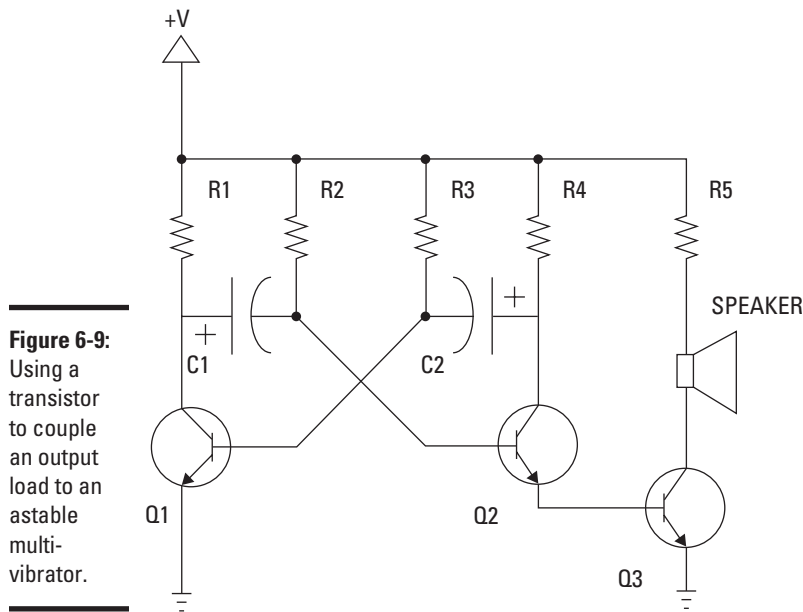 +V
R1 R2 R3 R4 R5
SPEAKER
+ +
C1 C2
Q1 Q2
Q3
Figure 6-9:
Using a
transistor
to couple
an output
load to an
astable
multi-
vibrator.